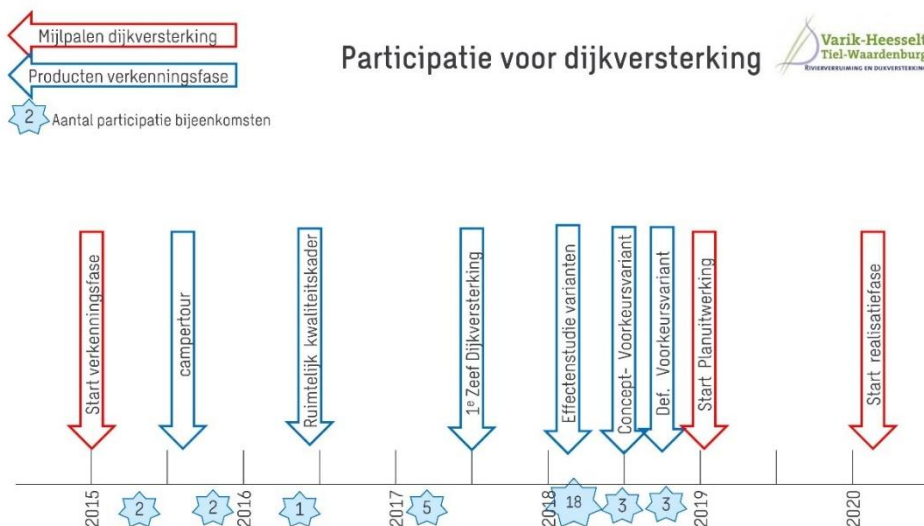 Mijlpalen dijkversterking
Producten verkenningsfase
2 Aantal participatie bijeenkomsten
Participatie voor dijkversterking
Varik-Heesselt
Tiel-Waardenburg
RIVIERVERRUIMING EN DIJKVERSTERKING
Start verkenningsfase
campertour
Ruimtelijk kwaliteitskader
1e Zeef Dijkversterking
Effectenstudie varianten
Concept- Voorkeursvariant
Def. Voorkeursvariant
Start Planuitwerking
Start realisatiefase
2015
2
2
2016
1
2017
5
2018
18
3
3
2019
2020